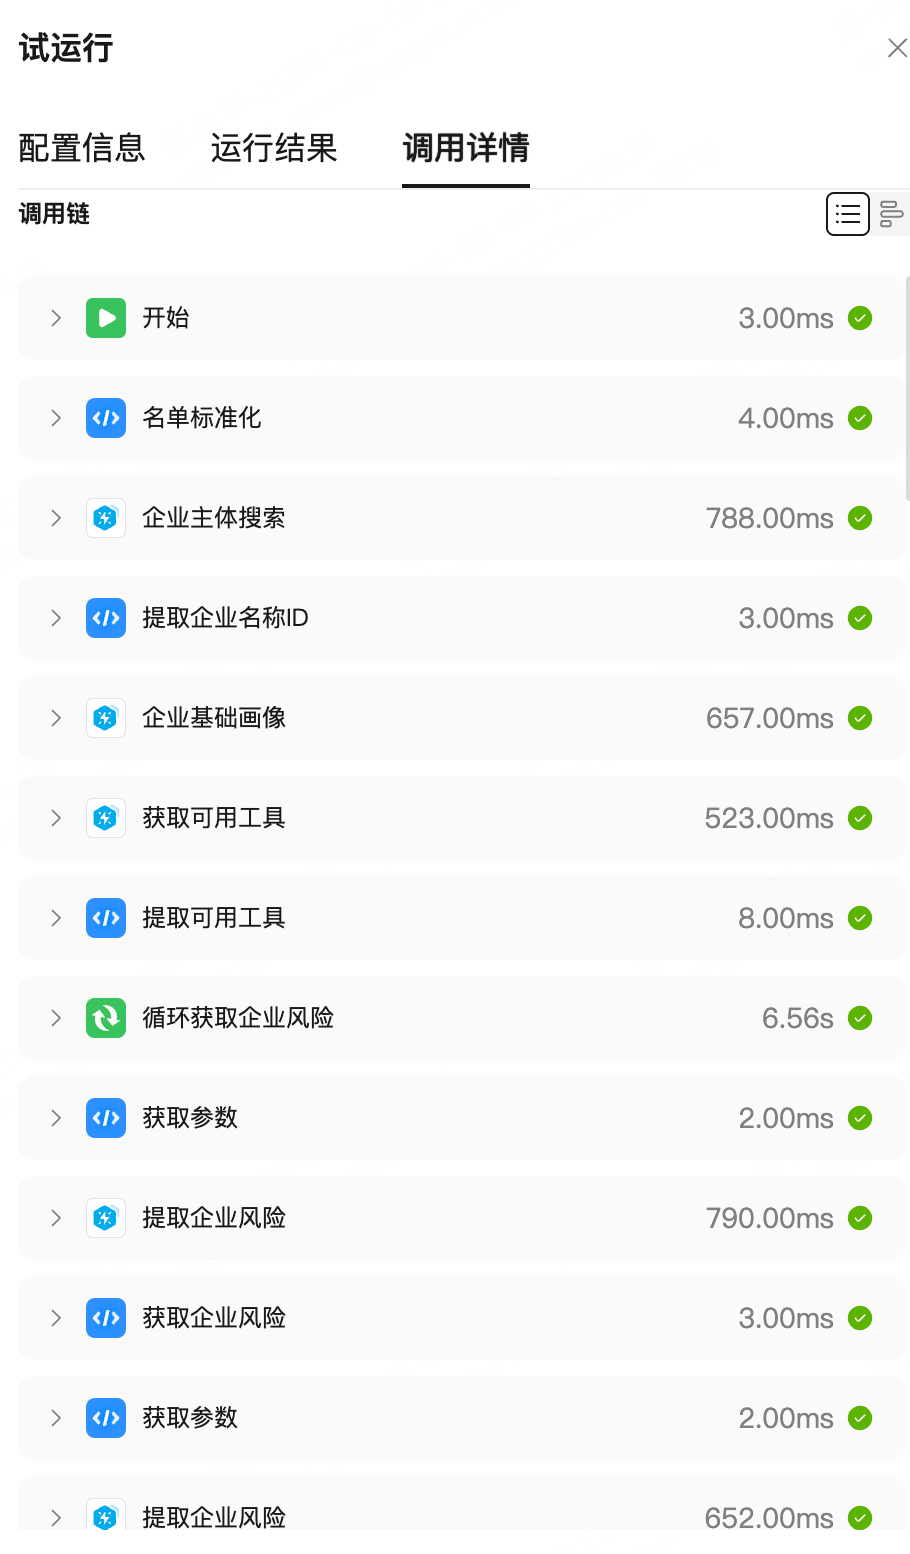 试运行
配置信息 运行结果 调用详情
调用链
开始 3.00ms
名单标准化 4.00ms
企业主体搜索 788.00ms
提取企业名称ID 3.00ms
企业基础画像 657.00ms
获取可用工具 523.00ms
提取可用工具 8.00ms
循环获取企业风险 6.56s
获取参数 2.00ms
提取企业风险 790.00ms
获取企业风险 3.00ms
获取参数 2.00ms
提取企业风险 652.00ms